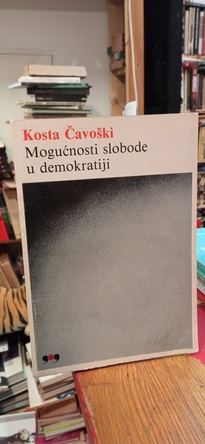 Kosta Čavoški
Mogućnosti slobode
u demokratiji